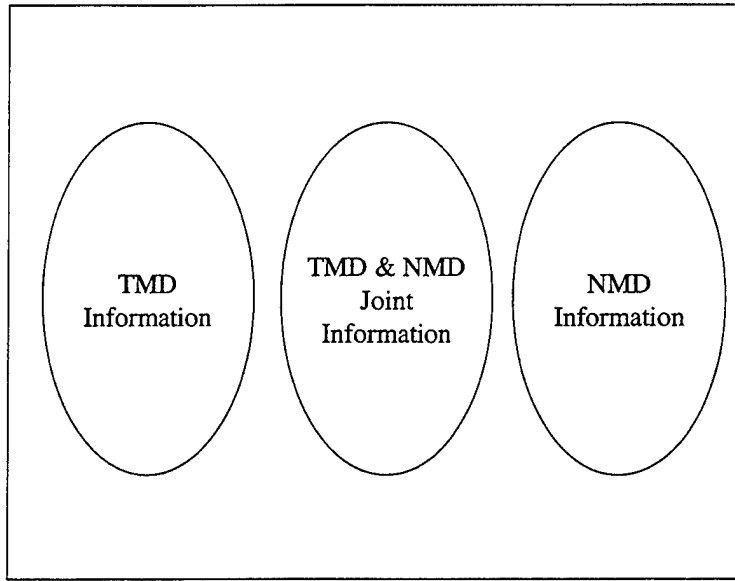 TMD
Information
TMD & NMD
Joint
Information
NMD
Information